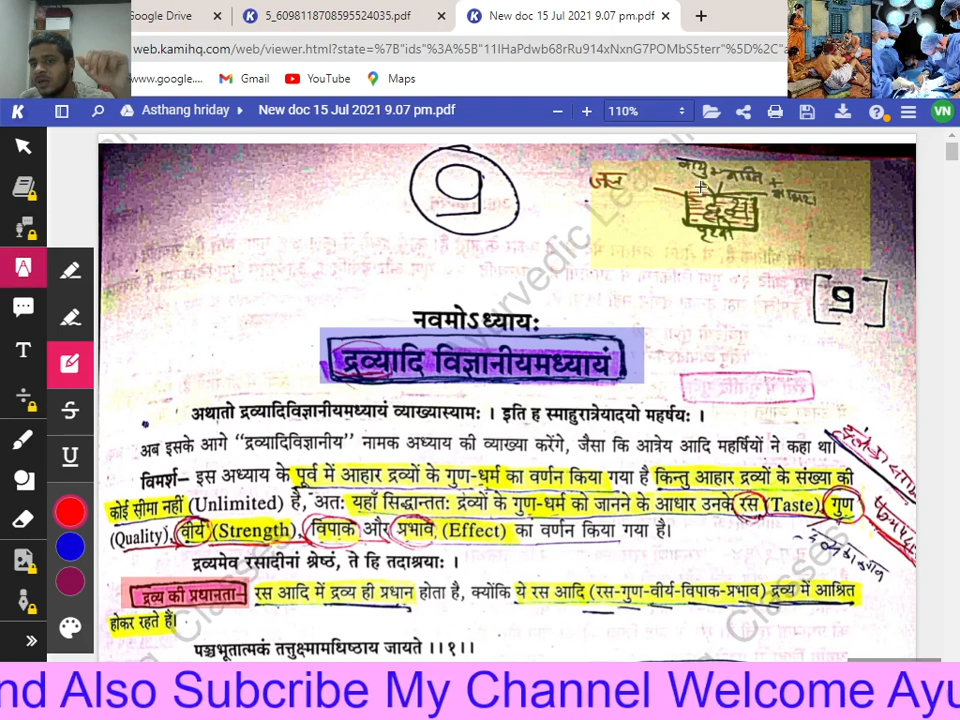 Google Drive
5_6098118708595524035.pdf
New doc 15 Jul 2021 9.07 pm.pdf
web.kamihq.com/web/viewer.html?state=%7B"ids"%3A%5B"11lHaPdwb68rRu914xNxnG7POMbS5terr"%5D%2C"a
www.google....
Gmail
YouTube
Maps
K
Asthang hriday
New doc 15 Jul 2021 9.07 pm.pdf
110%
VN
जल
वायु
पृथ्वी
9
नवमोऽध्यायः
द्रव्यादि विज्ञानीयमध्यायं
अथातो द्रव्यादिविज्ञानीयमध्यायं व्याख्यास्यामः । इति ह स्माहुरात्रेयादयो महर्षयः ।
अब इसके आगे “द्रव्यादिविज्ञानीय” नामक अध्याय की व्याख्या करेंगे, जैसा कि आत्रेय आदि महर्षियों ने कहा था।
विमर्श- इस अध्याय के पूर्व में आहार द्रव्यों के गुण-धर्म का वर्णन किया गया है किन्तु आहार द्रव्यों के संख्या की
कोई सीमा नहीं (Unlimited) है, अतः यहाँ सिद्धान्ततः द्रव्यों के गुण-धर्म को जानने के आधार उनके रस (Taste) गुण
(Quality), वीर्य (Strength), विपाक और प्रभाव (Effect) का वर्णन किया गया है।
द्रव्यमेव रसादीनां श्रेष्ठ, ते हि तदाश्रयाः ।
द्रव्य की प्रधानता- रस आदि में द्रव्य ही प्रधान होता है, क्योंकि ये रस आदि (रस-गुण-वीर्य-विपाक-प्रभाव) द्रव्य में आश्रित
होकर रहते हैं।
पञ्चभूतात्मकं तत्तुक्ष्मामधिष्ठाय जायते ।।१।।
nd Also Subcribe My Channel Welcome Ayu